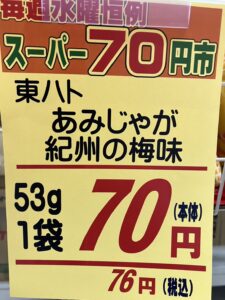 毎週水曜恒例
スーパー70円市
東ハト
あみじゃが
紀州の梅味
53g
1袋
70円
(本体)
76円(税込)